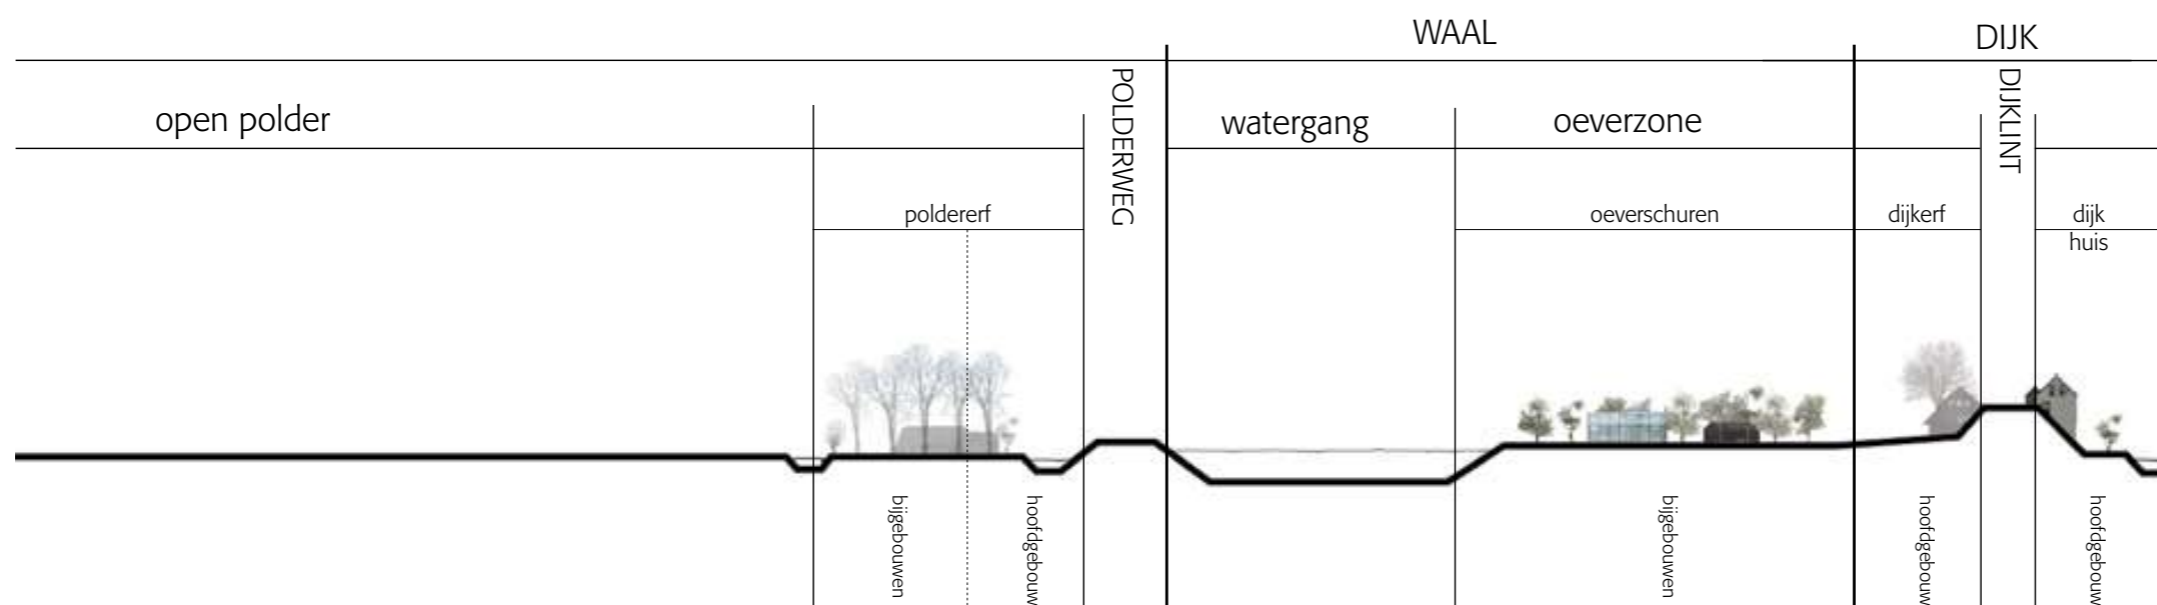 WAAL
DIJK
open polder
POLDERWEG
watergang
oeverzone
DIJKLINT
poldererf
oeverschuren
dijkerf
dijk
huis
bijgebouwen
hoofdgebouw
bijgebouwen
hoofdgebouw
hoofdgebouw